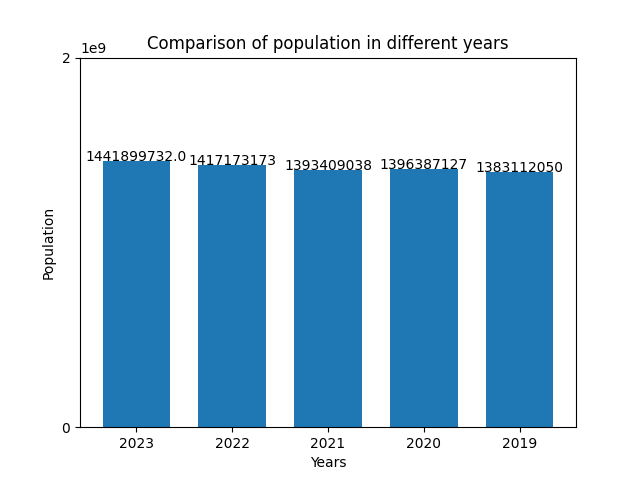 Comparison of population in different years
1e9
2
1441899732.0 1417173173 1393409038 1396387127 1383112050
Population
0
2023 2022 2021 2020 2019
Years